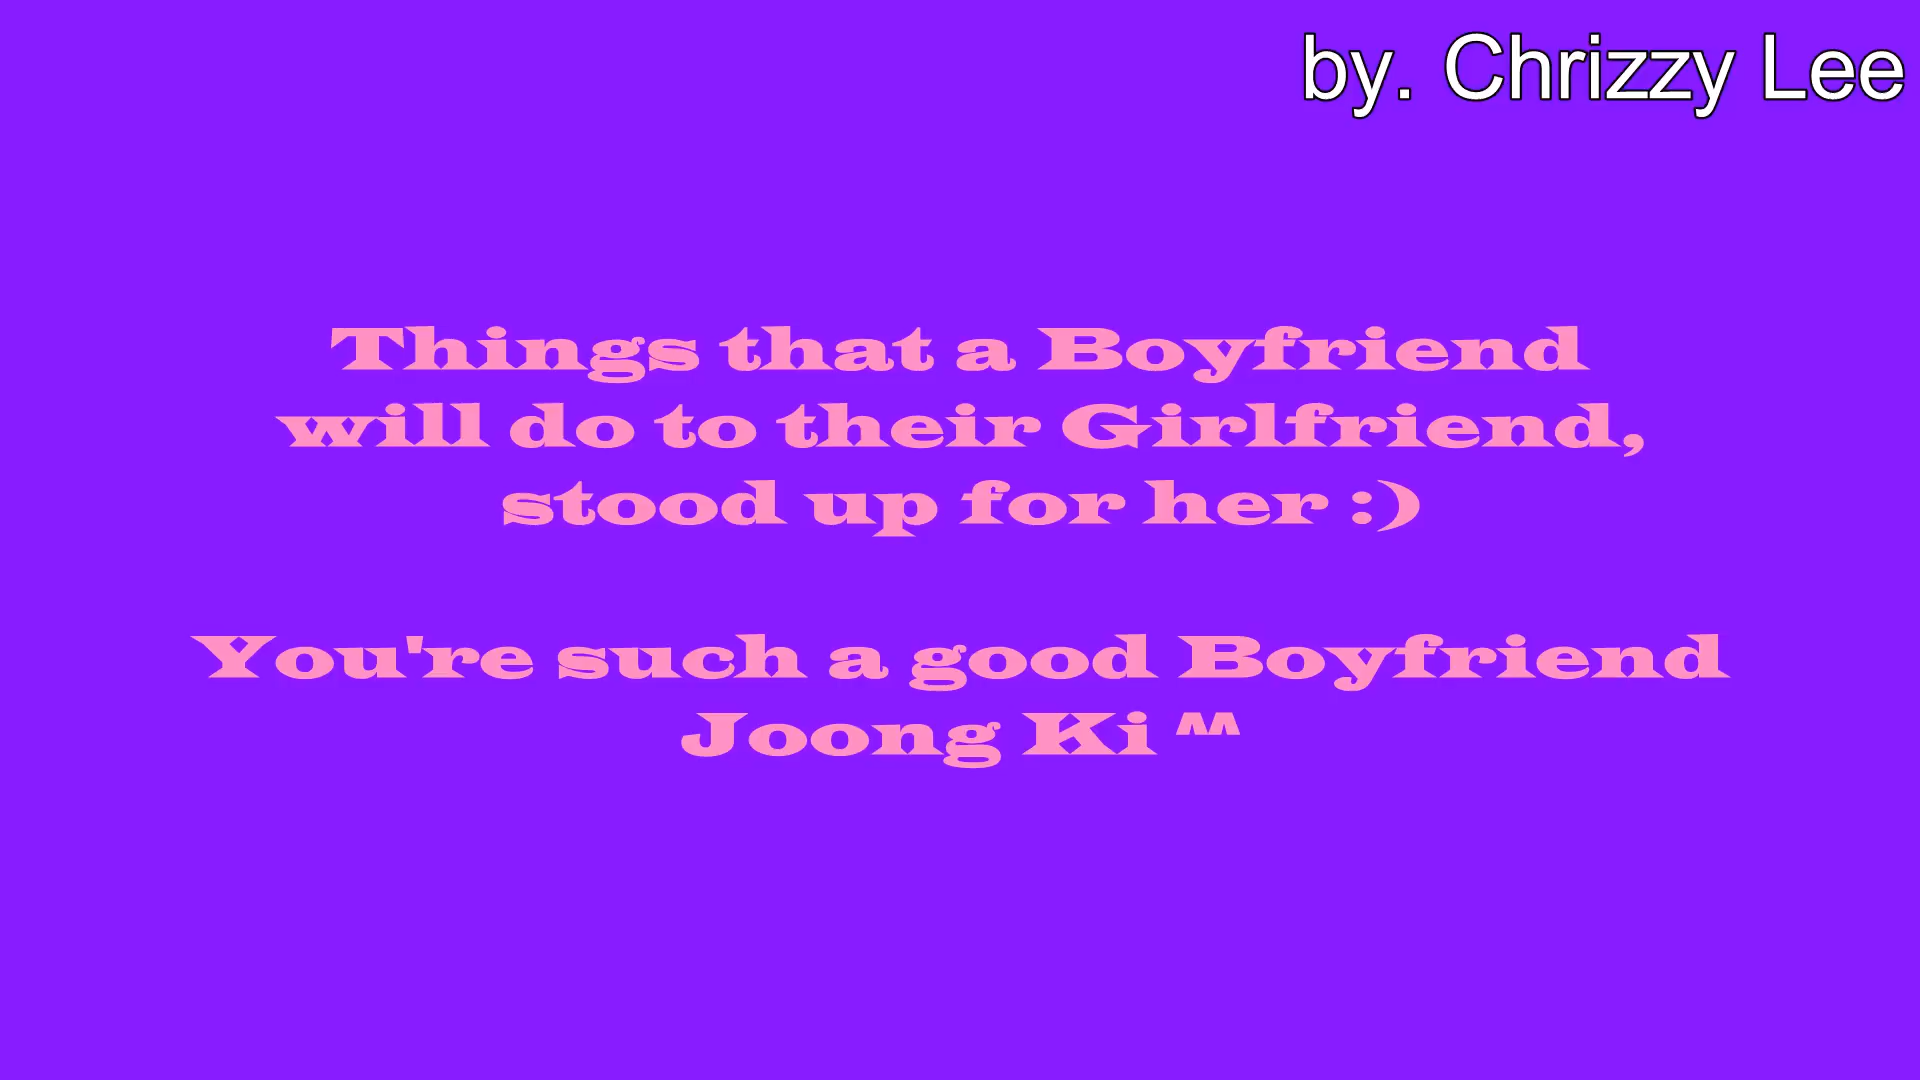 by. Chrizzy Lee
Things that a Boyfriend
will do to their Girlfriend,
stood up for her :)
You're such a good Boyfriend
Joong Ki ^^